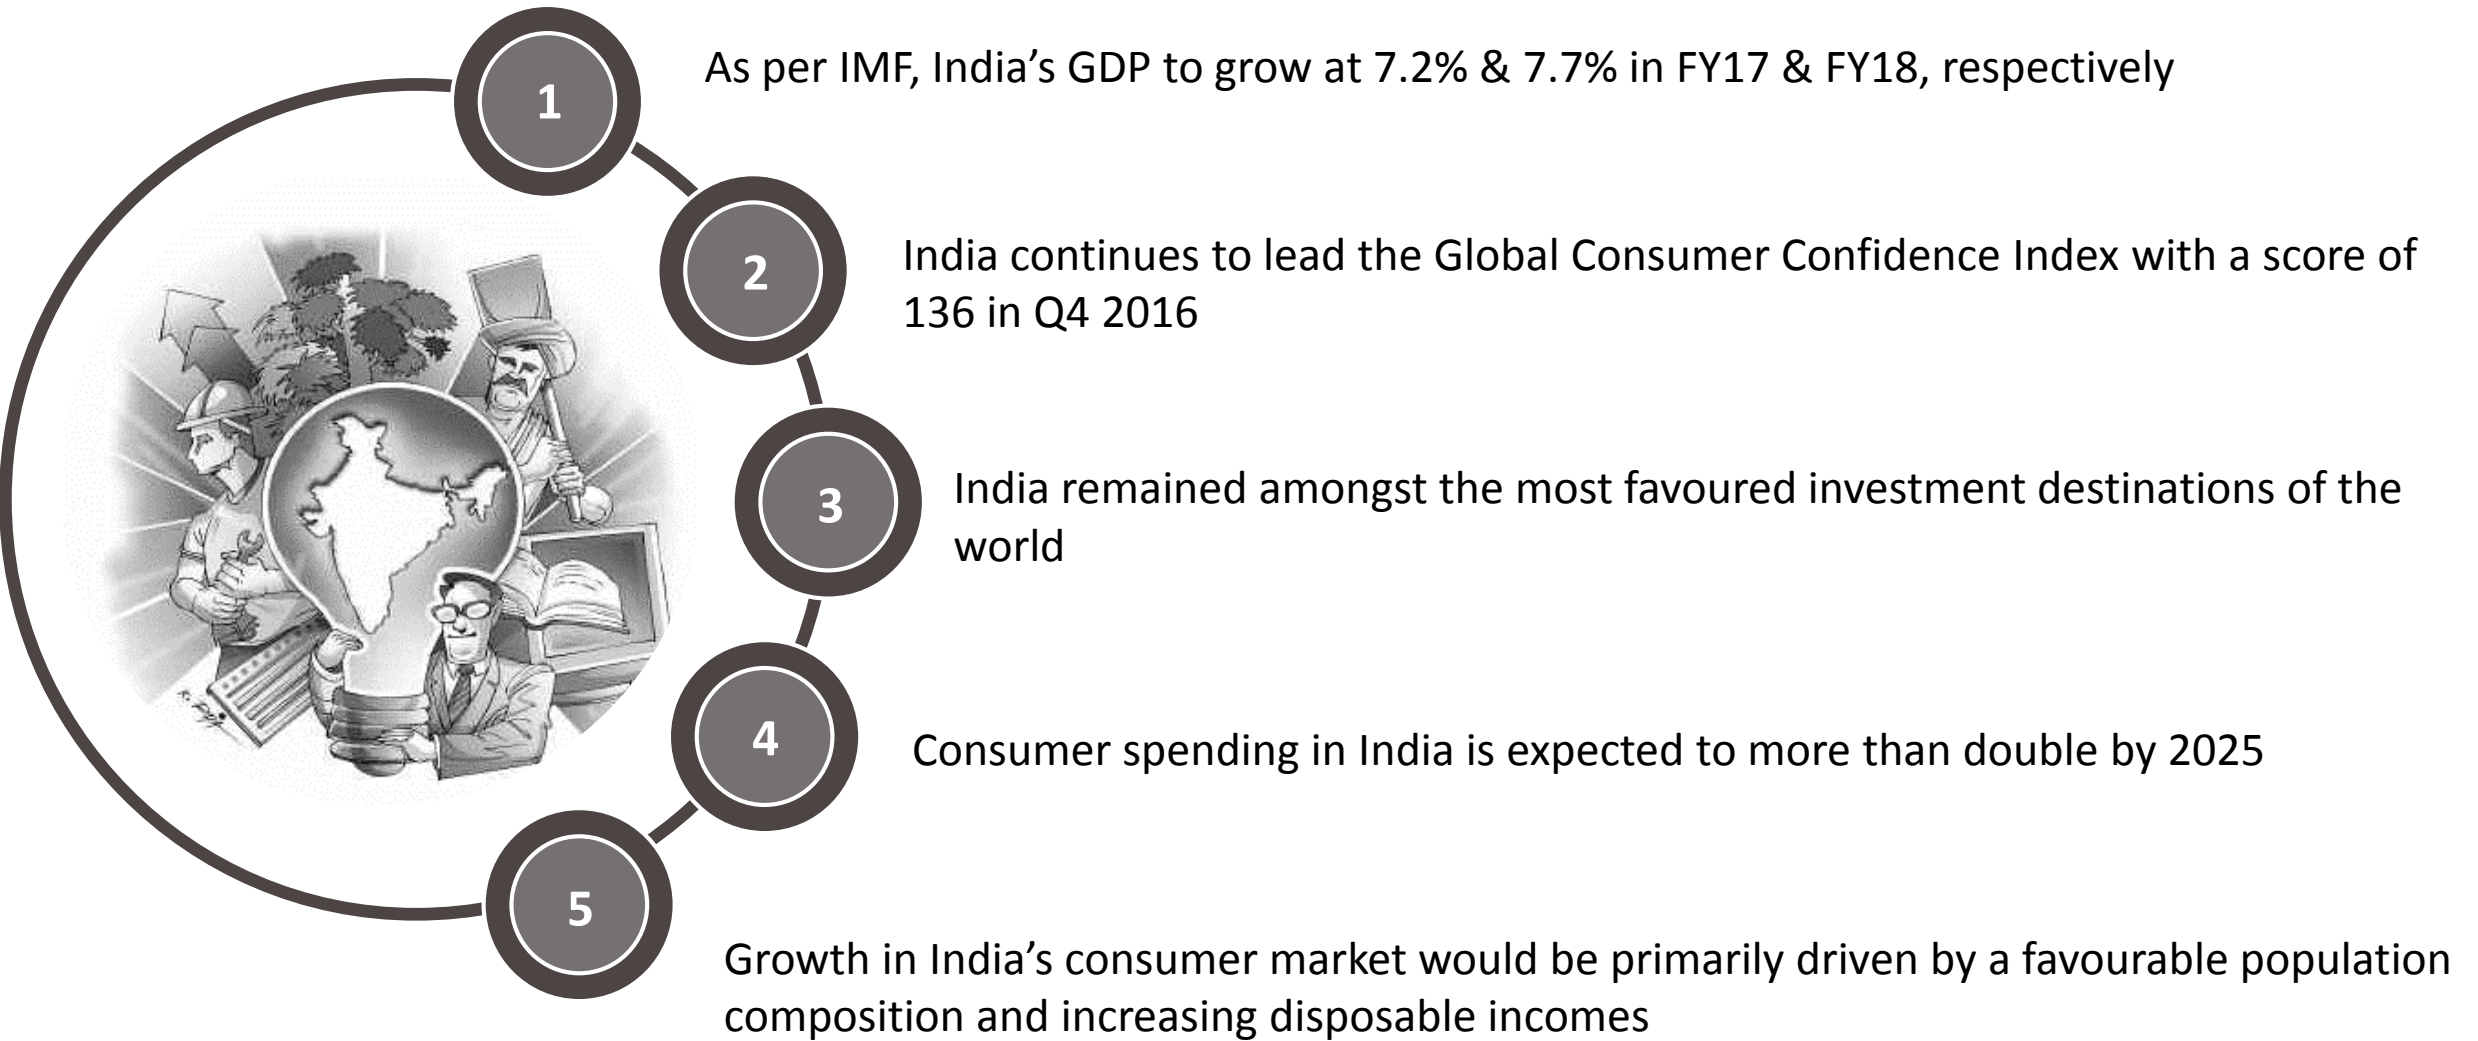 1
As per IMF, India’s GDP to grow at 7.2% & 7.7% in FY17 & FY18, respectively
2
India continues to lead the Global Consumer Confidence Index with a score of
136 in Q4 2016
3
India remained amongst the most favoured investment destinations of the
world
4
Consumer spending in India is expected to more than double by 2025
5
Growth in India’s consumer market would be primarily driven by a favourable population
composition and increasing disposable incomes